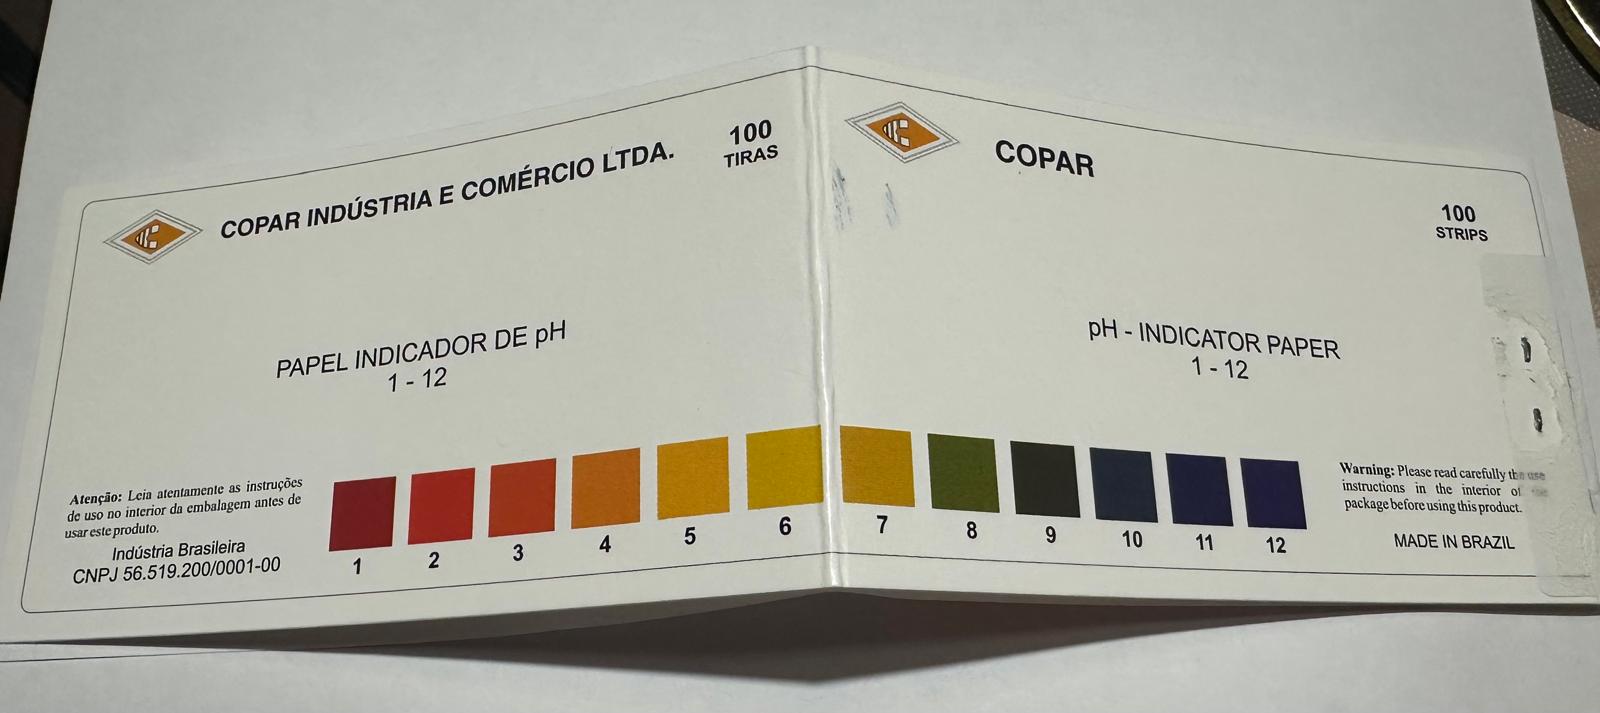 COPAR INDÚSTRIA E COMÉRCIO LTDA.
100
TIRAS
PAPEL INDICADOR DE pH
1 - 12
Atenção: Leia atentamente as instruções
de uso no interior da embalagem antes de
usar este produto.
Indústria Brasileira
CNPJ 56.519.200/0001-00
1 2 3 4 5 6
COPAR
100
STRIPS
pH - INDICATOR PAPER
1 - 12
7 8 9 10 11 12
Warning: Please read carefully the use
instructions in the interior of the
package before using this product.
MADE IN BRAZIL